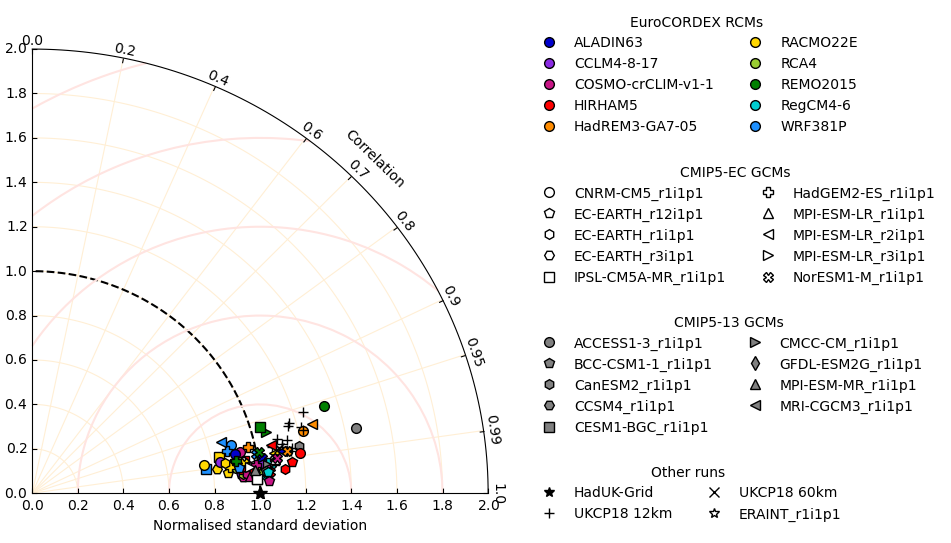 0.0
0.2
0.4
0.6
0.7
0.8
0.9
0.95
0.99
1.0
Correlation
2.0
1.8
1.6
1.4
1.2
1.0
0.8
0.6
0.4
0.2
0.0
0.0 0.2 0.4 0.6 0.8 1.0 1.2 1.4 1.6 1.8 2.0
Normalised standard deviation
EuroCORDEX RCMs
ALADIN63
CCLM4-8-17
COSMO-crCLIM-v1-1
HIRHAM5
HadREM3-GA7-05
RACMO22E
RCA4
REMO2015
RegCM4-6
WRF381P
CMIP5-EC GCMs
CNRM-CM5_r1i1p1
EC-EARTH_r12i1p1
EC-EARTH_r1i1p1
EC-EARTH_r3i1p1
IPSL-CM5A-MR_r1i1p1
HadGEM2-ES_r1i1p1
MPI-ESM-LR_r1i1p1
MPI-ESM-LR_r2i1p1
MPI-ESM-LR_r3i1p1
NorESM1-M_r1i1p1
CMIP5-13 GCMs
ACCESS1-3_r1i1p1
BCC-CSM1-1_r1i1p1
CanESM2_r1i1p1
CCSM4_r1i1p1
CESM1-BGC_r1i1p1
CMCC-CM_r1i1p1
GFDL-ESM2G_r1i1p1
MPI-ESM-MR_r1i1p1
MRI-CGCM3_r1i1p1
Other runs
HadUK-Grid
UKCP18 12km
UKCP18 60km
ERAINT_r1i1p1